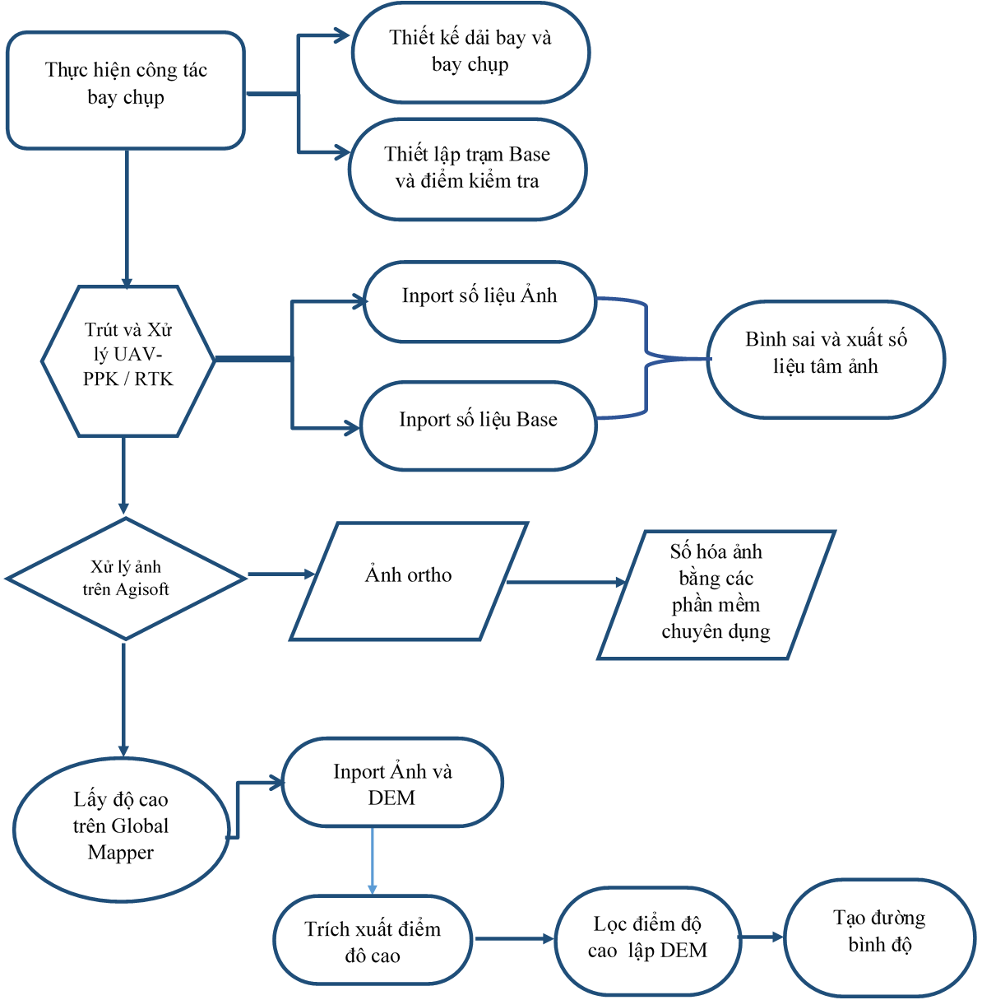 Thực hiện công tác
bay chụp
Thiết kế dải bay và
bay chụp
Thiết lập trạm Base
và điểm kiểm tra
Trút và Xử
lý UAV-
PPK / RTK
Inport số liệu Ảnh
Inport số liệu Base
Bình sai và xuất số
liệu tâm ảnh
Xử lý ảnh
trên Agisoft
Ảnh ortho
Số hóa ảnh
bằng các
phần mềm
chuyên dụng
Lấy độ cao
trên Global
Mapper
Inport Ảnh và
DEM
Trích xuất điểm
đô cao
Lọc điểm độ
cao  lập DEM
Tạo đường
bình độ